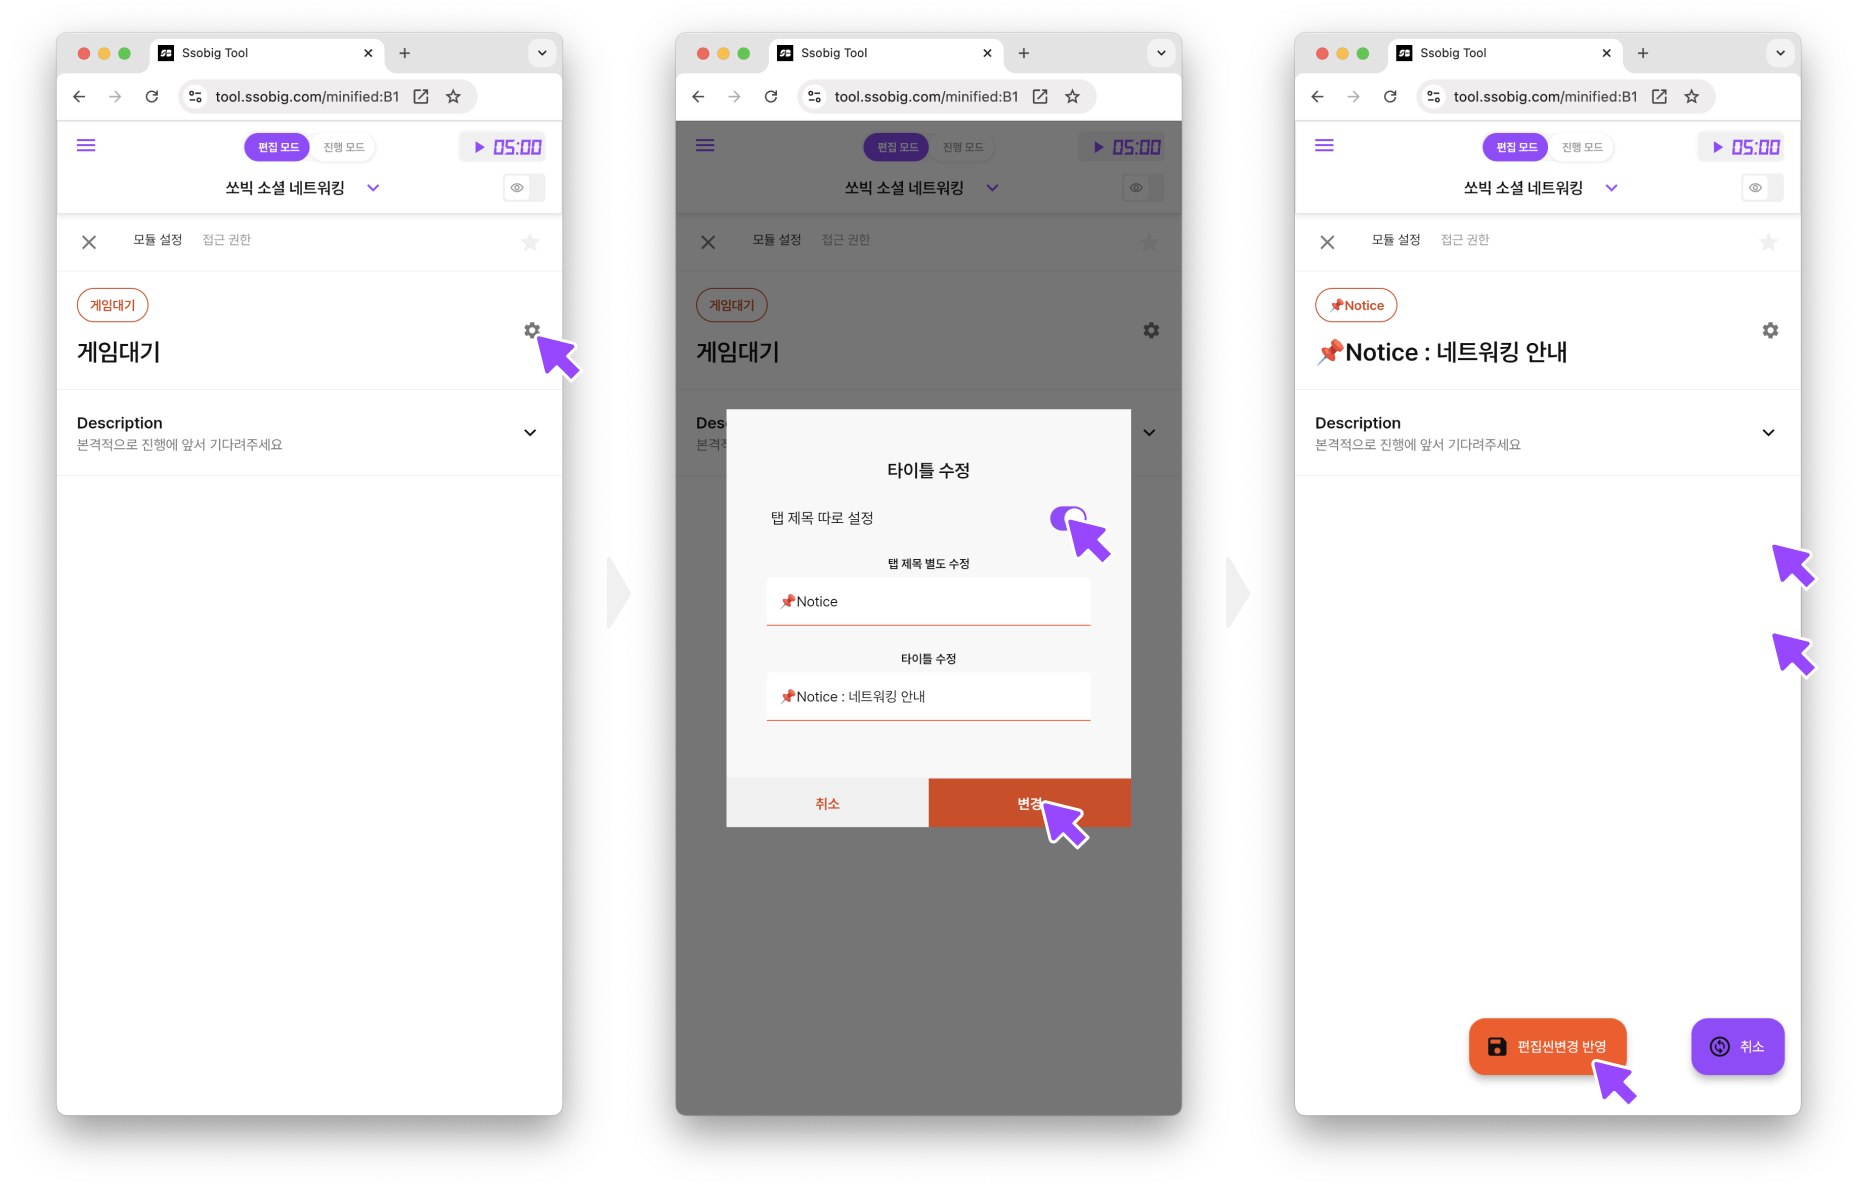 Ssobig Tool
tool.ssobig.com/minified:B1
편집 모드
진행 모드
05:00
쏘빅 소셜 네트워킹
모듈 설정
접근 권한
게임대기
게임대기
Description
본격적으로 진행에 앞서 기다려주세요
Ssobig Tool
tool.ssobig.com/minified:B1
편집 모드
진행 모드
05:00
쏘빅 소셜 네트워킹
모듈 설정
접근 권한
게임대기
게임대기
Des
본격적
타이틀 수정
탭 제목 따로 설정
탭 제목 별도 수정
📌Notice
타이틀 수정
📌Notice : 네트워킹 안내
취소
변경
Ssobig Tool
tool.ssobig.com/minified:B1
편집 모드
진행 모드
05:00
쏘빅 소셜 네트워킹
모듈 설정
접근 권한
📌Notice
📌Notice : 네트워킹 안내
Description
본격적으로 진행에 앞서 기다려주세요
편집씬변경 반영
취소